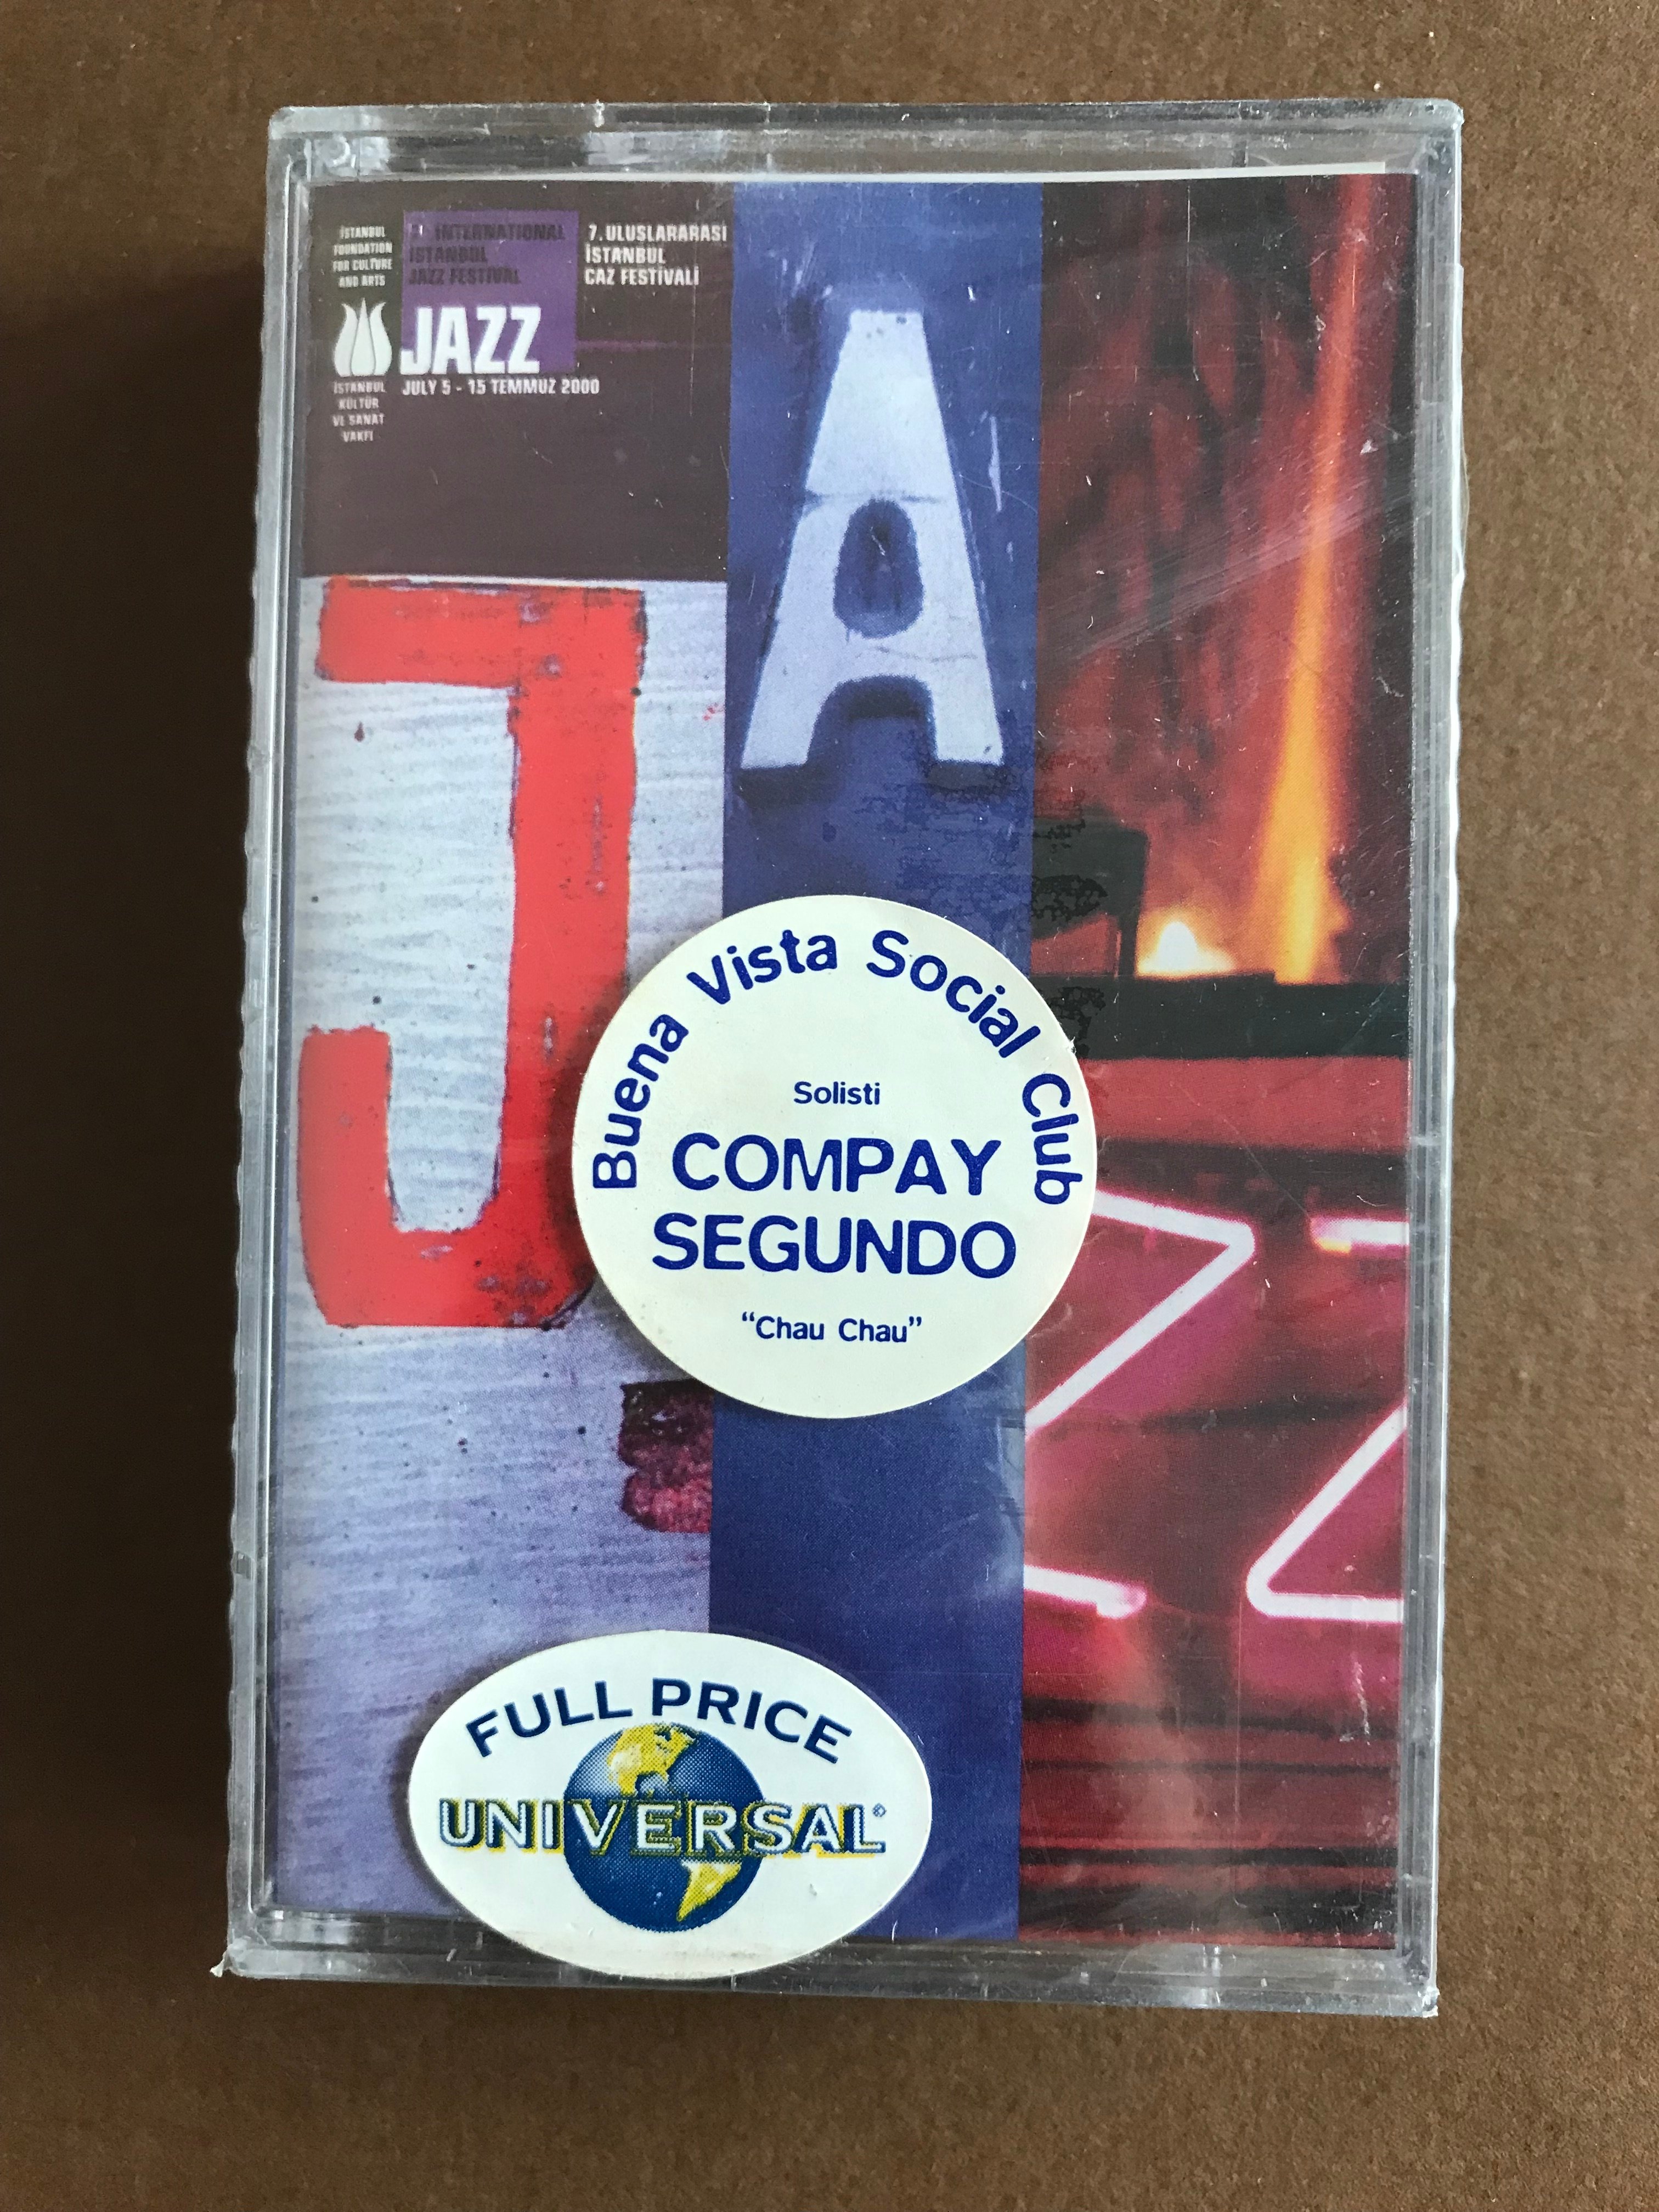 İSTANBUL
FOUNDATION
FOR CULTURE
AND ARTS
İSTANBUL
KÜLTÜR
VE SANAT
VAKFI
INTERNATIONAL
İSTANBUL
JAZZ FESTIVAL
JAZZ
JULY 5 - 15 TEMMUZ 2000
7. ULUSLARARASI
İSTANBUL
CAZ FESTİVALİ
J
A
Z
Z
Buena Vista Social Club
Solisti
COMPAY
SEGUNDO
“Chau Chau”
FULL PRICE
UNIVERSAL©